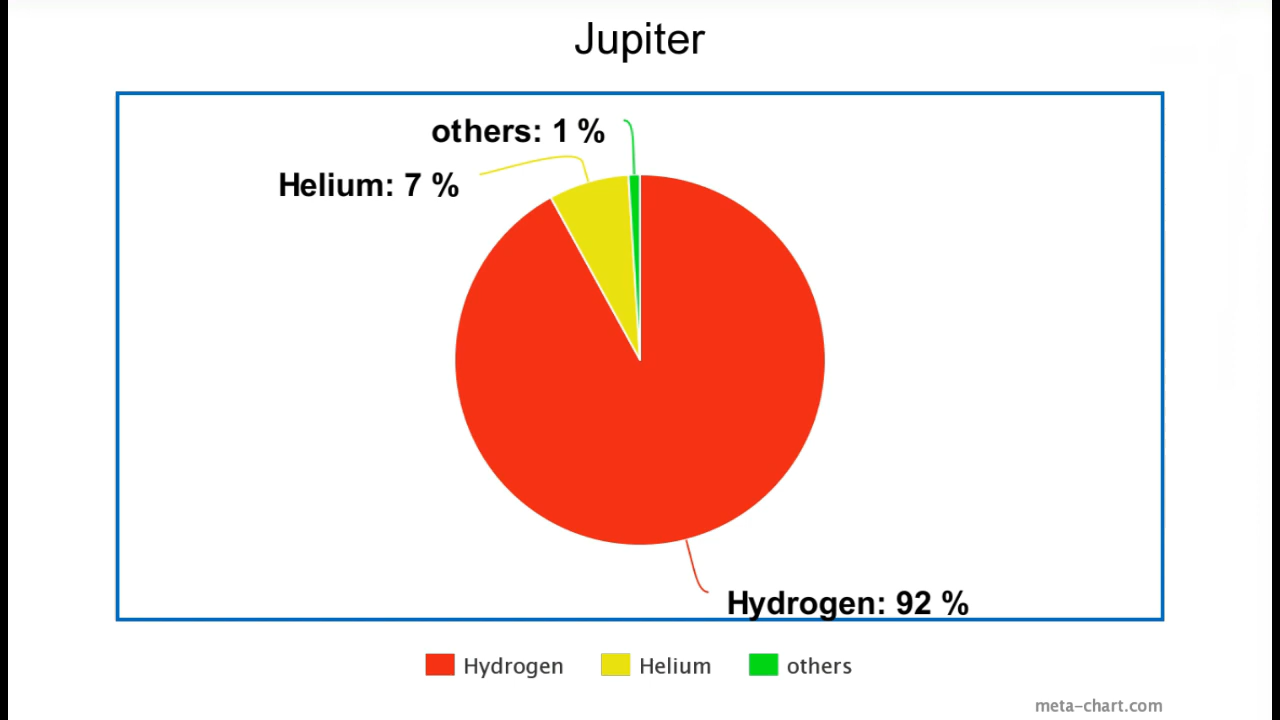 Jupiter
others: 1 %
Helium: 7 %
Hydrogen: 92 %
Hydrogen Helium others
meta-chart.com